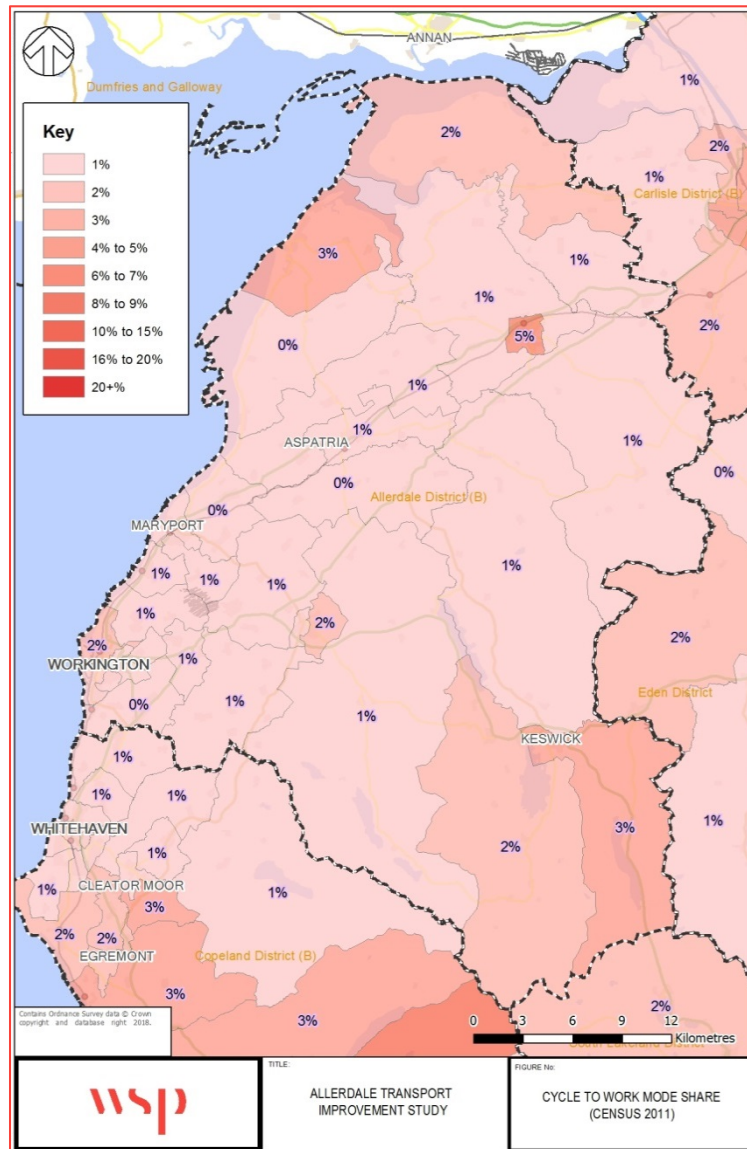 ANNAN
Dumfries and Galloway
Key
1%
2%
3%
4% to 5%
6% to 7%
8% to 9%
10% to 15%
16% to 20%
20+%
1%
2%
2%
1%
Carlisle District (B)
3%
1%
1%
0%
5%
2%
1%
1%
ASPATRIA
1%
0%
0%
Allerdale District (B)
0%
MARYPORT
1%
1%
1%
1%
1%
2%
2%
2%
WORKINGTON
1%
Eden District
0%
1%
1%
KESWICK
1%
1%
1%
WHITEHAVEN
3%
1%
2%
1%
1%
CLEATOR MOOR
1%
3%
2%
2%
EGREMONT
Copeland District (B)
3%
3%
2%
Contains Ordnance Survey data © Crown
copyright and database right 2018.
0 3 6 9 12
Kilometres
South Lakeland District
wsp
TITLE:
ALLERDALE TRANSPORT
IMPROVEMENT STUDY
FIGURE No:
CYCLE TO WORK MODE SHARE
(CENSUS 2011)